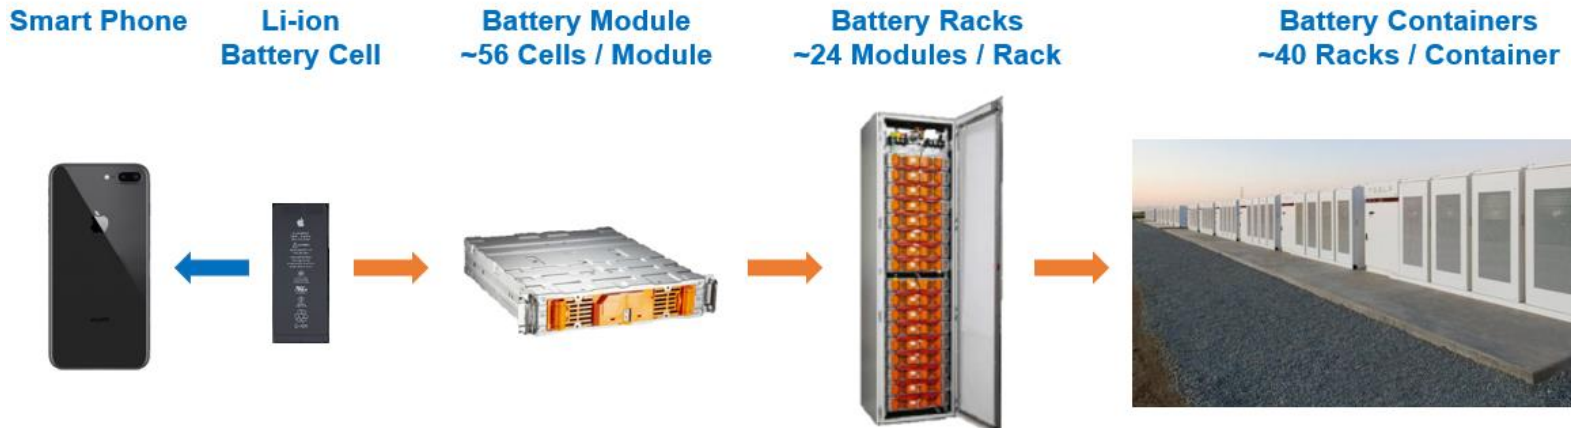 Smart Phone
Li-ion
Battery Cell
Battery Module
~56 Cells / Module
Battery Racks
~24 Modules / Rack
Battery Containers
~40 Racks / Container
TESLA